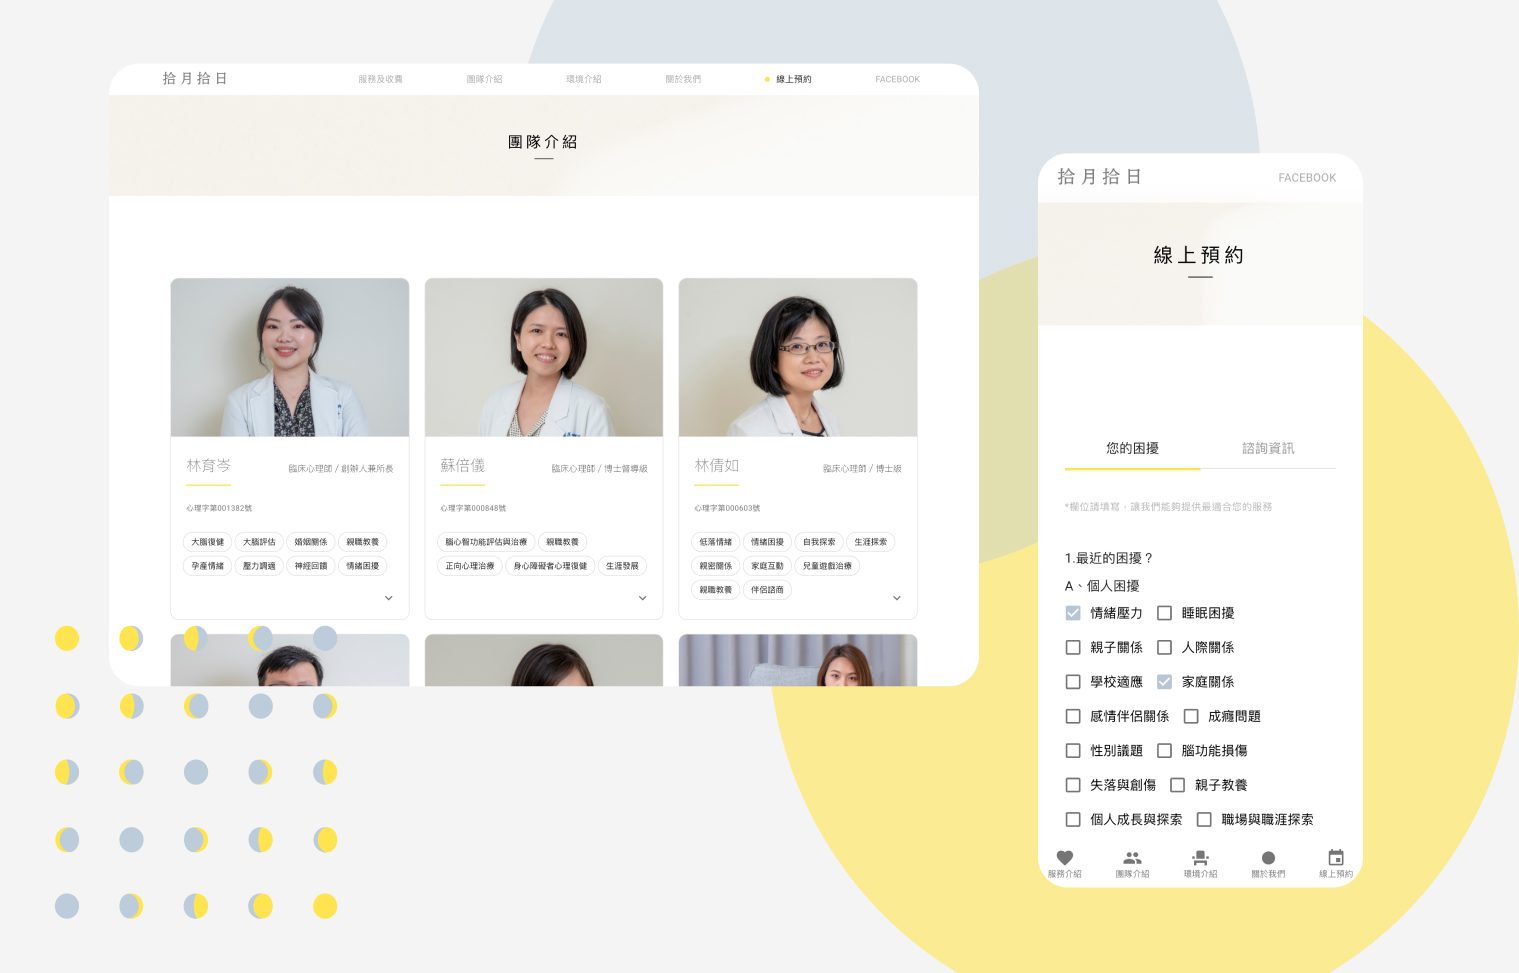 拾月拾日
服務及收費
團隊介紹
環境介紹
關於我們
線上預約
FACEBOOK
團隊介紹
林育岑
臨床心理師 / 創辦人兼所長
心理字第001382號
大腦復健
大腦評估
婚姻關係
親職教養
孕產情緒
壓力調適
神經回饋
情緒困擾
蘇倍儀
臨床心理師 / 博士督導級
心理字第000848號
腦心智功能評估與治療
親職教養
正向心理治療
身心障礙者心理復健
生涯發展
林倩如
臨床心理師 / 博士級
心理字第000603號
低落情緒
情緒困擾
自我探索
生涯探索
親密關係
家庭互動
兒童遊戲治療
親職教養
伴侶諮商
拾月拾日
FACEBOOK
線上預約
您的困擾
諮詢資訊
*欄位請填寫，讓我們能夠提供最適合您的服務
1.最近的困擾？
A、個人困擾
情緒壓力
睡眠困擾
親子關係
人際關係
學校適應
家庭關係
感情伴侶關係
成癮問題
性別議題
腦功能損傷
失落與創傷
親子教養
個人成長與探索
職場與職涯探索
服務介紹
團隊介紹
環境介紹
關於我們
線上預約